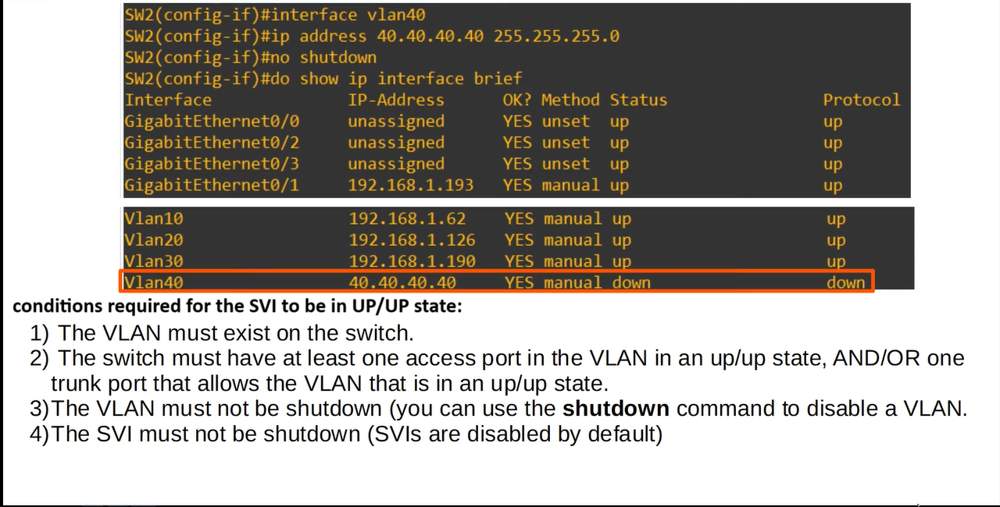 SW2(config-if)#interface vlan40
SW2(config-if)#ip address 40.40.40.40 255.255.255.0
SW2(config-if)#no shutdown
SW2(config-if)#do show ip interface brief
Interface IP-Address OK? Method Status Protocol
GigabitEthernet0/0 unassigned YES unset up up
GigabitEthernet0/2 unassigned YES unset up up
GigabitEthernet0/3 unassigned YES unset up up
GigabitEthernet0/1 192.168.1.193 YES manual up up
Vlan10 192.168.1.62 YES manual up up
Vlan20 192.168.1.126 YES manual up up
Vlan30 192.168.1.190 YES manual up up
Vlan40 40.40.40.40 YES manual down down
conditions required for the SVI to be in UP/UP state:
1) The VLAN must exist on the switch.
2) The switch must have at least one access port in the VLAN in an up/up state, AND/OR one
trunk port that allows the VLAN that is in an up/up state.
3)The VLAN must not be shutdown (you can use the shutdown command to disable a VLAN.
4)The SVI must not be shutdown (SVIs are disabled by default)